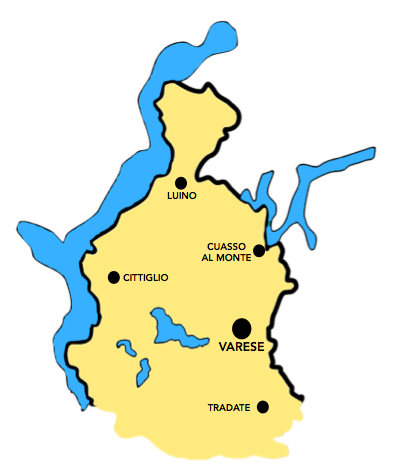 LUINO
CUASSO
AL MONTE
CITTIGLIO
VARESE
TRADATE